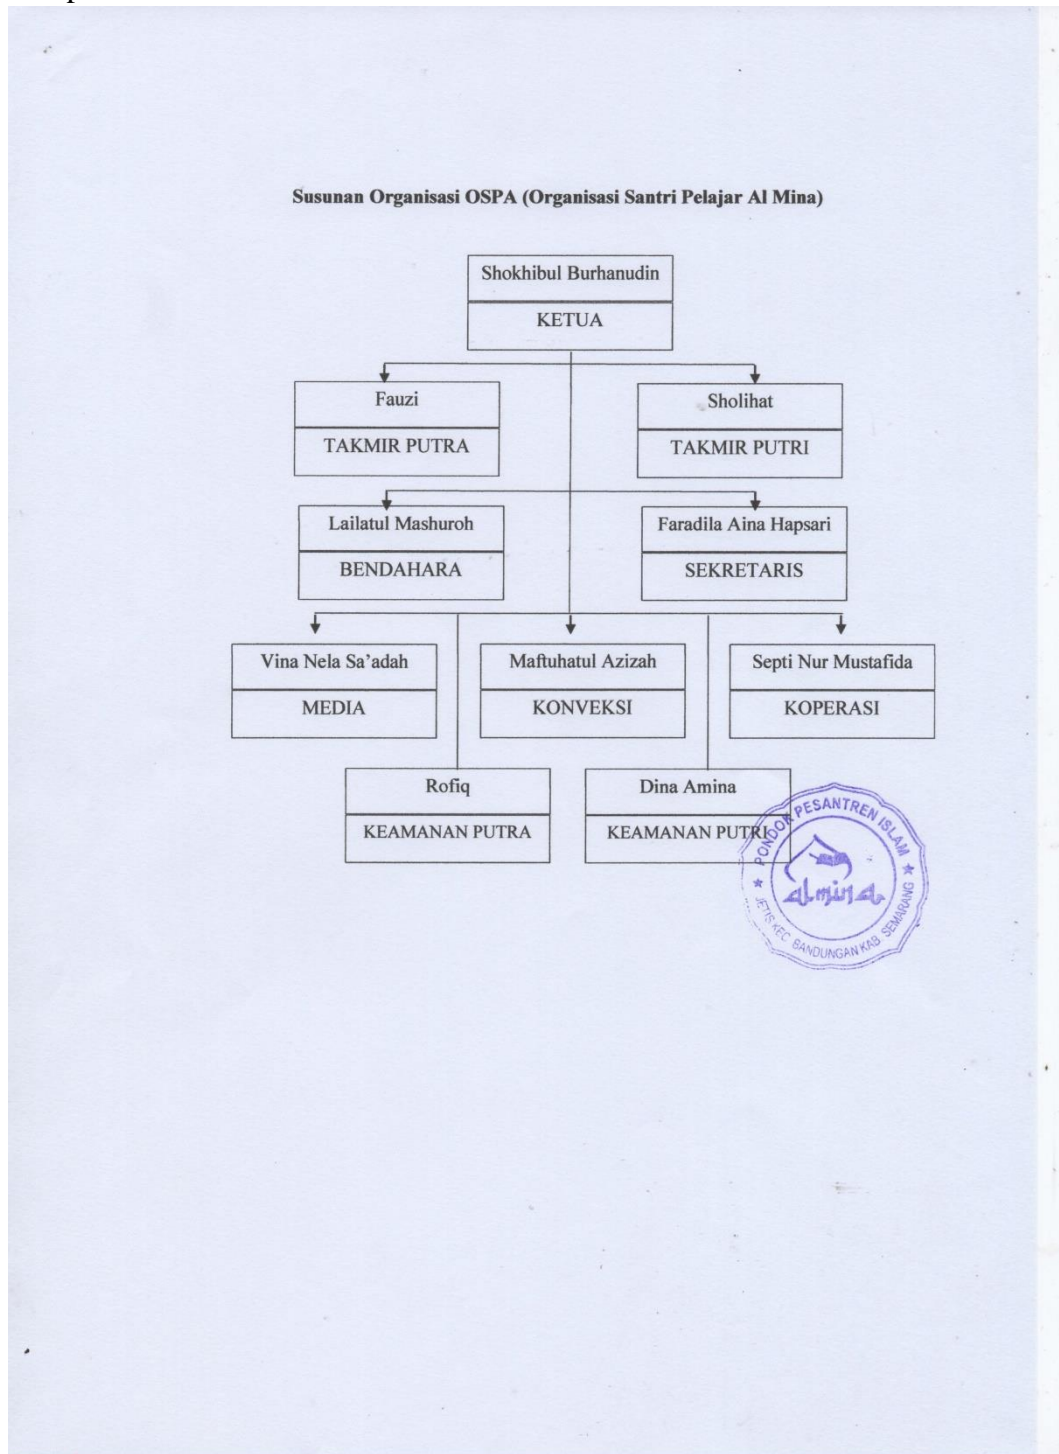 Susunan Organisasi OSPA (Organisasi Santri Pelajar Al Mina)
Shokhibul Burhanudin
KETUA
Fauzi
TAKMIR PUTRA
Sholihat
TAKMIR PUTRI
Lailatul Mashuroh
BENDAHARA
Faradila Aina Hapsari
SEKRETARIS
Vina Nela Sa’adah
MEDIA
Maftuhatul Azizah
KONVEKSI
Septi Nur Mustafida
KOPERASI
Rofiq
KEAMANAN PUTRA
Dina Amina
KEAMANAN PUTRI
PONDOK PESANTREN ISLAM
almina
JETIS KEC. BANDUNGAN KAB. SEMARANG